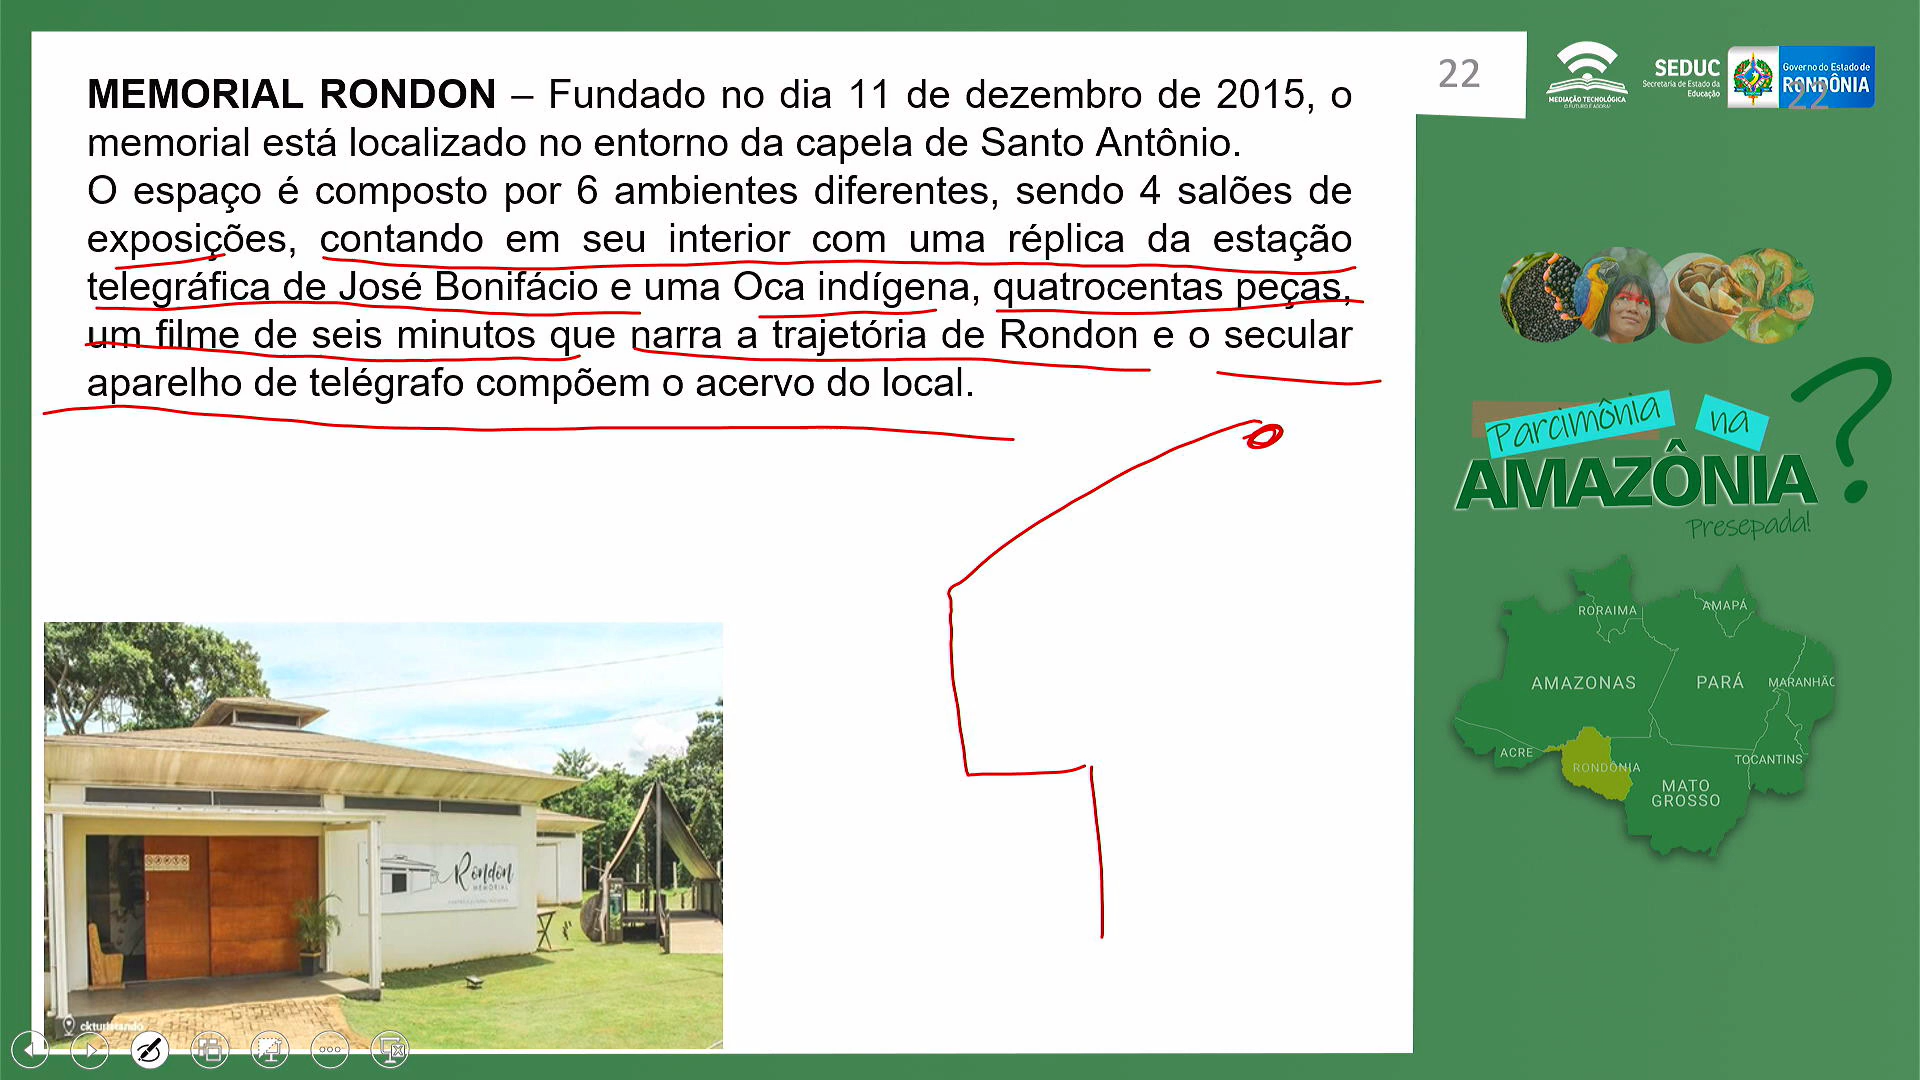 MEMORIAL RONDON – Fundado no dia 11 de dezembro de 2015, o
memorial está localizado no entorno da capela de Santo Antônio.
O espaço é composto por 6 ambientes diferentes, sendo 4 salões de
exposições, contando em seu interior com uma réplica da estação
telegráfica de José Bonifácio e uma Oca indígena, quatrocentas peças,
um filme de seis minutos que narra a trajetória de Rondon e o secular
aparelho de telégrafo compõem o acervo do local.
22
MEDIAÇÃO TECNOLÓGICA
O FUTURO É AGORA!
SEDUC
Secretaria de Estado da
Educação
Governo do Estado de
RONDÔNIA
22
Parcimônia na
AMAZÔNIA?
Presepada!
RORAIMA
AMAPÁ
AMAZONAS
PARÁ
MARANHÃO
ACRE
RONDÔNIA
TOCANTINS
MATO
GROSSO
Rondon
MEMORIAL